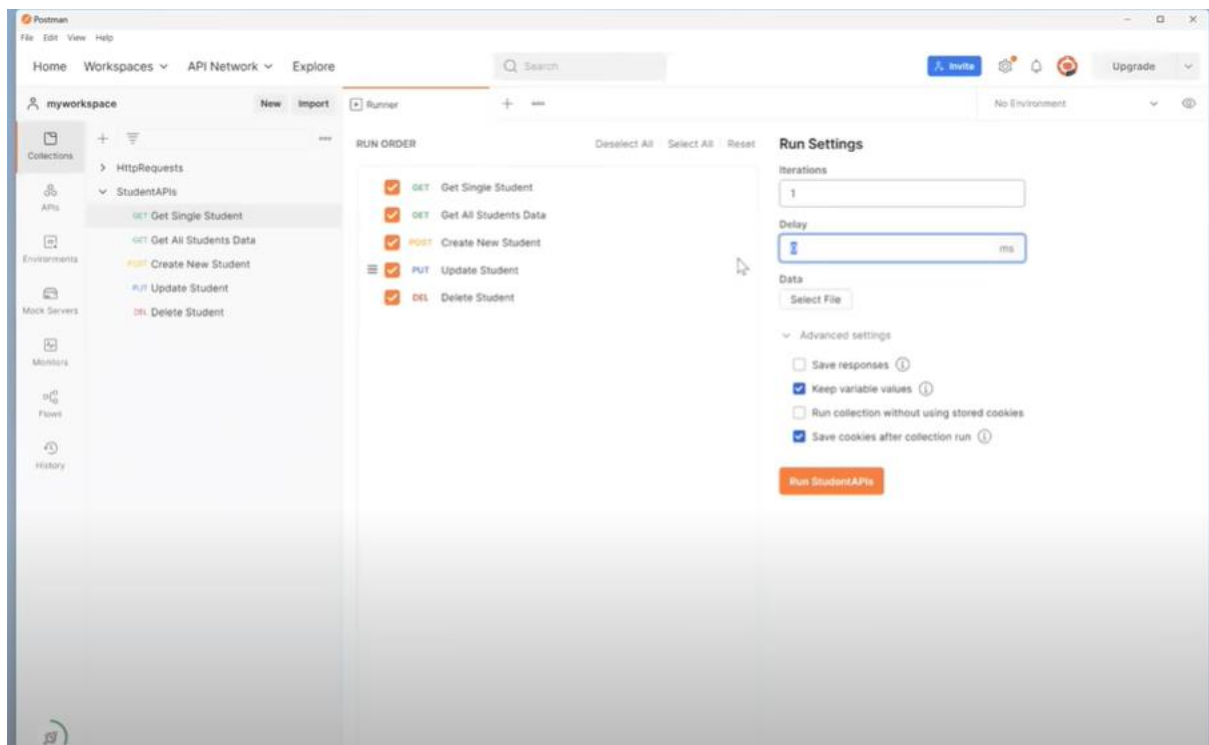 Postman
File Edit View Help
Home Workspaces API Network Explore
Search
Invite
Upgrade
myworkspace
New Import
Runner
No Environment
Collections
APIs
Environments
Mock Servers
Monitors
Flows
History
HttpRequests
StudentAPIs
GET Get Single Student
GET Get All Students Data
POST Create New Student
PUT Update Student
DEL Delete Student
RUN ORDER
Deselect All Select All Reset
GET Get Single Student
GET Get All Students Data
POST Create New Student
PUT Update Student
DEL Delete Student
Run Settings
Iterations
1
Delay
0 ms
Data
Select File
Advanced settings
Save responses
Keep variable values
Run collection without using stored cookies
Save cookies after collection run
Run StudentAPIs